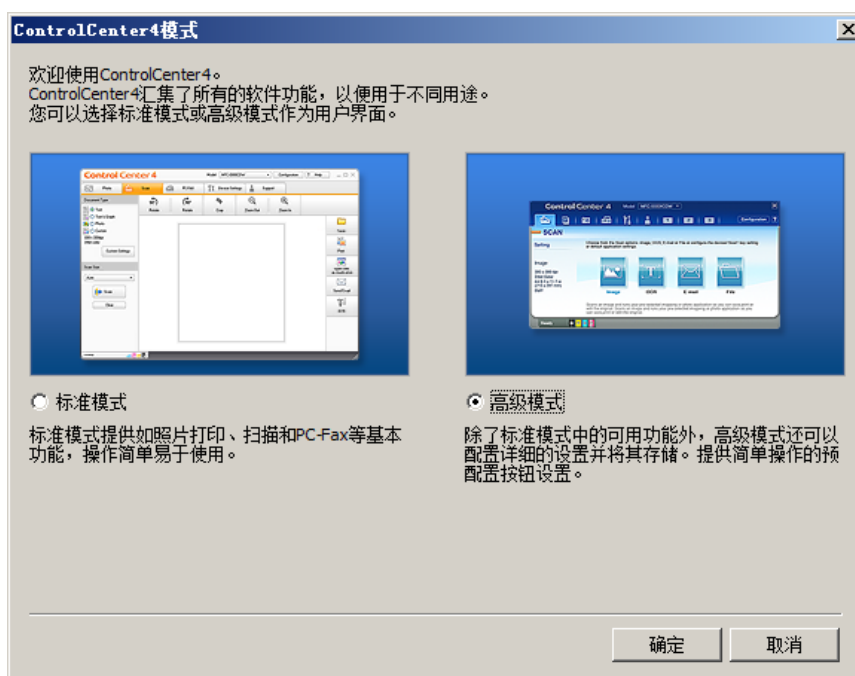 ControlCenter4模式
欢迎使用ControlCenter4。
ControlCenter4汇集了所有的软件功能，以便用于不同用途。
您可以选择标准模式或高级模式作为用户界面。
Control Center 4
Scan
Control Center 4
SCAN
Setting
Image
Image
OCR
E-mail
File
标准模式
标准模式提供如照片打印、扫描和PC-Fax等基本
功能，操作简单易于使用。
高级模式
除了标准模式中的可用功能外，高级模式还可以
配置详细的设置并将其存储。提供简单操作的预
配置按钮设置。
确定
取消